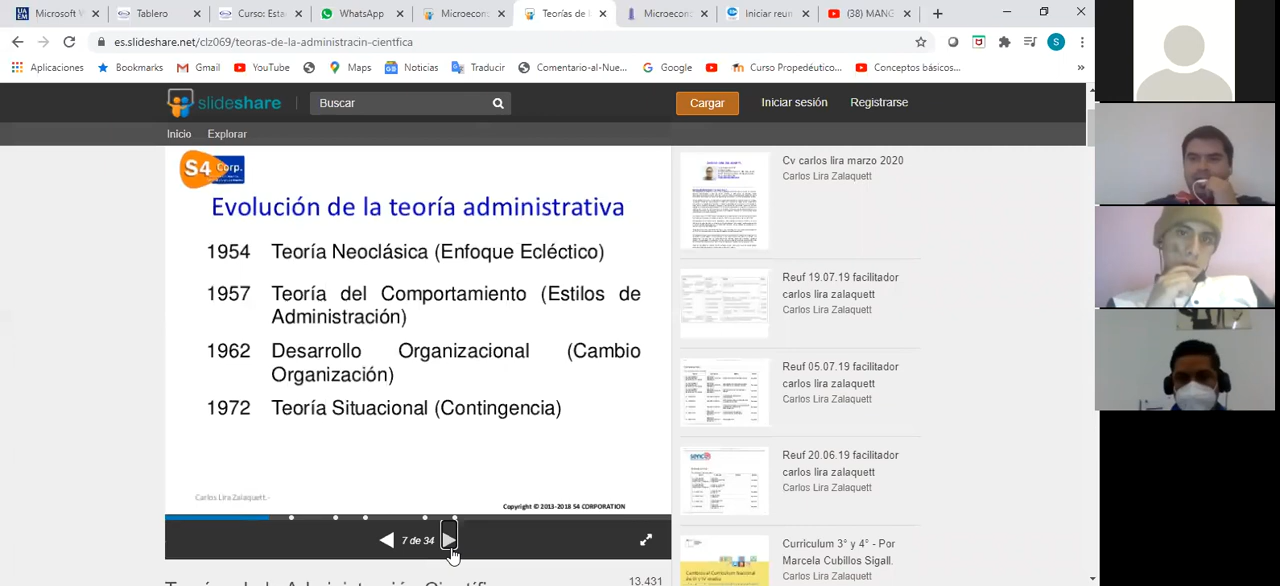 Microsoft W
Tablero
Curso: Esta
WhatsApp
Microecon
Teorías de l
Microecon
Iniciar reun
(38) MANG
es.slideshare.net/clz069/teoras-de-la-administracin-cientfica
S
Aplicaciones
Bookmarks
Gmail
YouTube
Maps
Noticias
Traducir
Comentario-al-Nue...
Google
Curso Propedéutico...
Conceptos básicos...
»
slideshare
Buscar
Cargar
Iniciar sesión
Registrarse
Inicio
Explorar
S4 Corp.
Evolución de la teoría administrativa
1954 Teoría Neoclásica (Enfoque Ecléctico)
1957 Teoría del Comportamiento (Estilos de
Administración)
1962 Desarrollo Organizacional (Cambio
Organización)
1972 Teoría Situacional (Contingencia)
Carlos Lira Zalaquett.-
Copyright © 2013-2018 S4 CORPORATION
7 de 34
13.431
Cv carlos lira marzo 2020
Carlos Lira Zalaquett
Reuf 19.07.19 facilitador
carlos lira zalaquett
Carlos Lira Zalaquett
Reuf 05.07.19 facilitador
carlos lira zalaquett
Carlos Lira Zalaquett
Reuf 20.06.19 facilitador
carlos lira zalaquett
Carlos Lira Zalaquett
Curriculum 3° y 4° - Por
Marcela Cubillos Sigall.
Carlos Lira Zalaquett